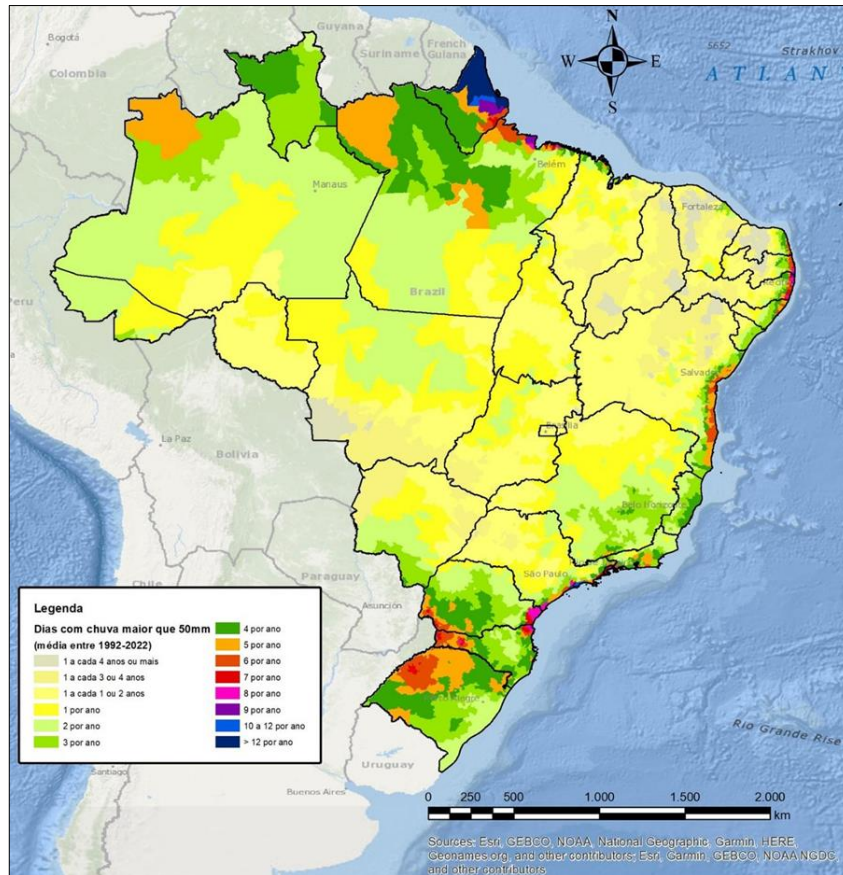 N
W E
S
Bogotá
Colombia
Guyana
Suriname
French
Guiana
5652
Strakhov
ATLAN
Belém
Manaus
Fortaleza
Peru
Brazil
Recife
Salvador
Brasília
La Paz
Bolivia
Belo Horizonte
São Paulo
Paraguay
Asunción
Chile
Porto Alegre
Uruguay
Santiago
Buenos Aires
Rio Grande Rise
Legenda
Dias com chuva maior que 50mm
(média entre 1992-2022)
1 a cada 4 anos ou mais
1 a cada 3 ou 4 anos
1 a cada 1 ou 2 anos
1 por ano
2 por ano
3 por ano
4 por ano
5 por ano
6 por ano
7 por ano
8 por ano
9 por ano
10 a 12 por ano
> 12 por ano
0 250 500 1.000 1.500 2.000
km
Sources: Esri, GEBCO, NOAA, National Geographic, Garmin, HERE,
Geonames.org, and other contributors; Esri, Garmin, GEBCO, NOAA NGDC,
and other contributors